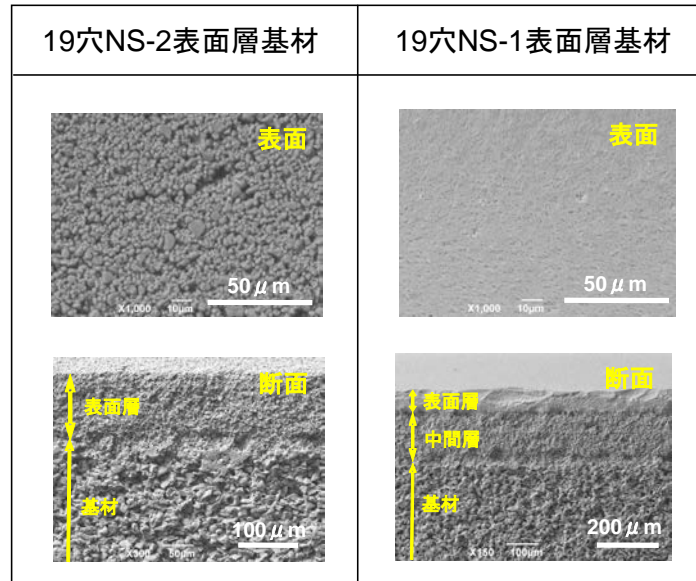 19穴NS-2表面層基材
19穴NS-1表面層基材
表面
50μm
X1,000 10μm
表面
50μm
X1,000 10μm
断面
表面層
基材
100μm
X300 50μm
断面
表面層
中間層
基材
200μm
X150 100μm